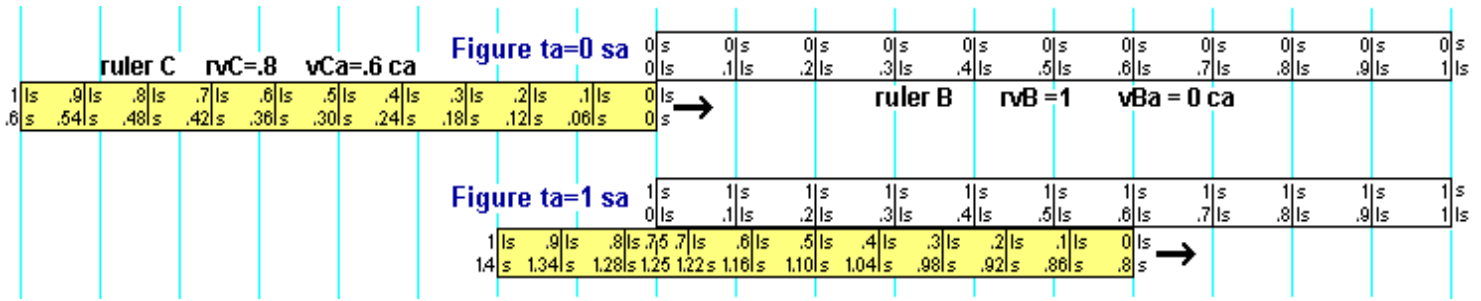 Figure ta=0 sa
0|s 0|s 0|s 0|s 0|s 0|s 0|s 0|s 0|s 0|s 0|s
0|ls .1|ls .2|ls .3|ls .4|ls .5|ls .6|ls .7|ls .8|ls .9|ls 1|ls
ruler C rvC=.8 vCa=.6 ca
1|ls .9|ls .8|ls .7|ls .6|ls .5|ls .4|ls .3|ls .2|ls .1|ls 0|ls
.6|s .54|s .48|s .42|s .36|s .30|s .24|s .18|s .12|s .06|s 0|s
ruler B rvB =1 vBa = 0 ca
Figure ta=1 sa
1|s 1|s 1|s 1|s 1|s 1|s 1|s 1|s 1|s 1|s 1|s
0|ls .1|ls .2|ls .3|ls .4|ls .5|ls .6|ls .7|ls .8|ls .9|ls 1|ls
1|ls .9|ls .8|ls .7|5 .7|ls .6|ls .5|ls .4|ls .3|ls .2|ls .1|ls 0|ls
1.4|s 1.34|s 1.28|s 1.25 1.22 s 1.16|s 1.10|s 1.04|s .98|s .92|s .86|s .8|s